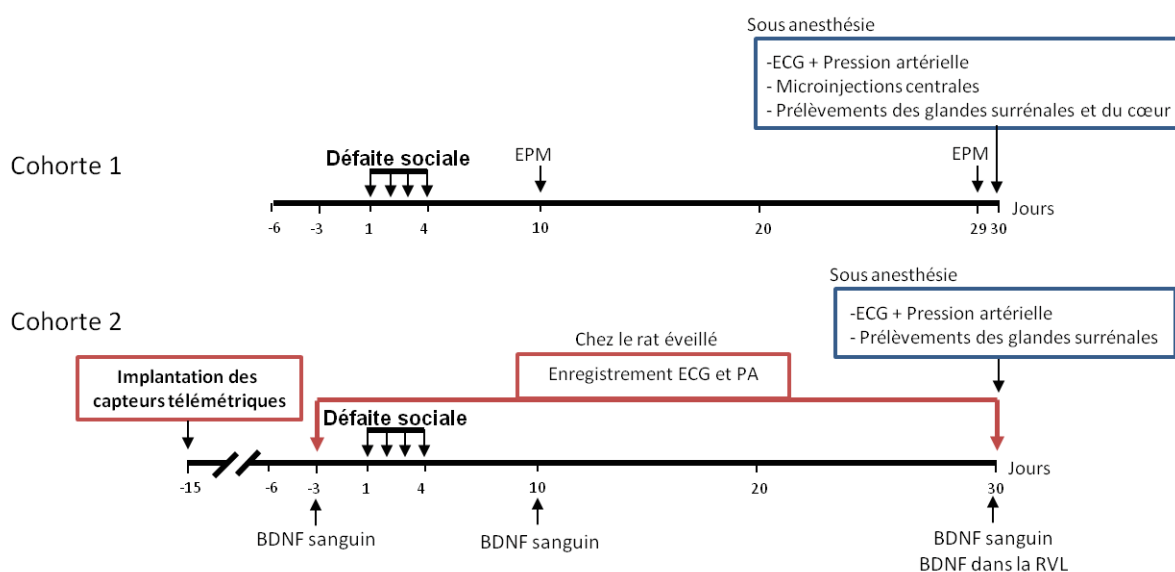 Sous anesthésie
-ECG + Pression artérielle
- Microinjections centrales
- Prélèvements des glandes surrénales et du cœur
Cohorte 1
Défaite sociale
EPM
EPM
-6
-3
1
4
10
20
29
30
Jours
Sous anesthésie
-ECG + Pression artérielle
- Prélèvements des glandes surrénales
Cohorte 2
Chez le rat éveillé
Enregistrement ECG et PA
Implantation des
capteurs télémétriques
Défaite sociale
-15
-6
-3
1
4
10
20
30
Jours
BDNF sanguin
BDNF sanguin
BDNF sanguin
BDNF dans la RVL